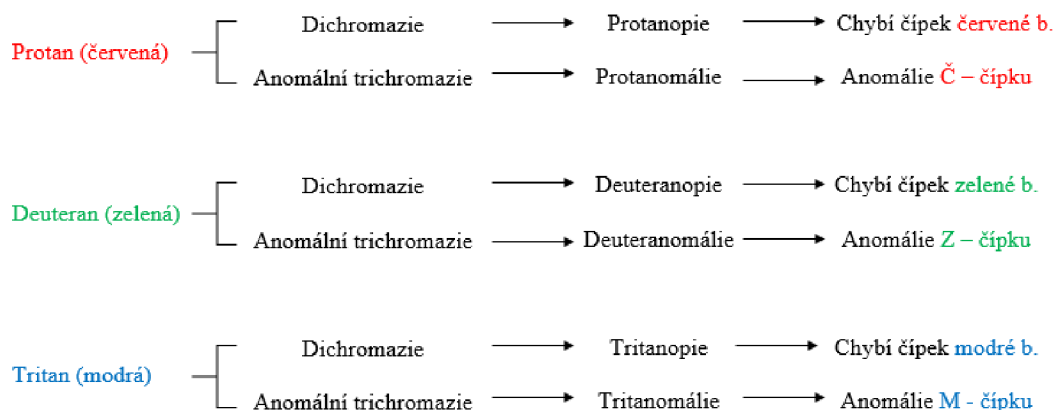 Dichromazie Protanopie Chybí čípek červené b.
Protan (červená)
Anomální trichromazie Protanomálie Anomálie Č – čípku
Dichromazie Deuteranopie Chybí čípek zelené b.
Deuteran (zelená)
Anomální trichromazie Deuteranomálie Anomálie Z – čípku
Dichromazie Tritanopie Chybí čípek modré b.
Tritan (modrá)
Anomální trichromazie Tritanomálie Anomálie M - čípku